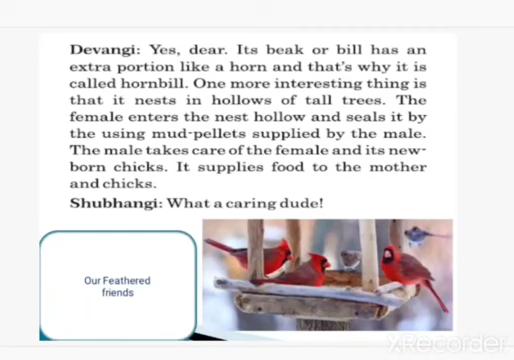 Devangi: Yes, dear. Its beak or bill has an
extra portion like a horn and that's why it is
called hornbill. One more interesting thing is
that it nests in hollows of tall trees. The
female enters the nest hollow and seals it by
the using mud-pellets supplied by the male.
The male takes care of the female and its new-
born chicks. It supplies food to the mother
and chicks.
Shubhangi: What a caring dude!
Our Feathered
friends
XRecorder